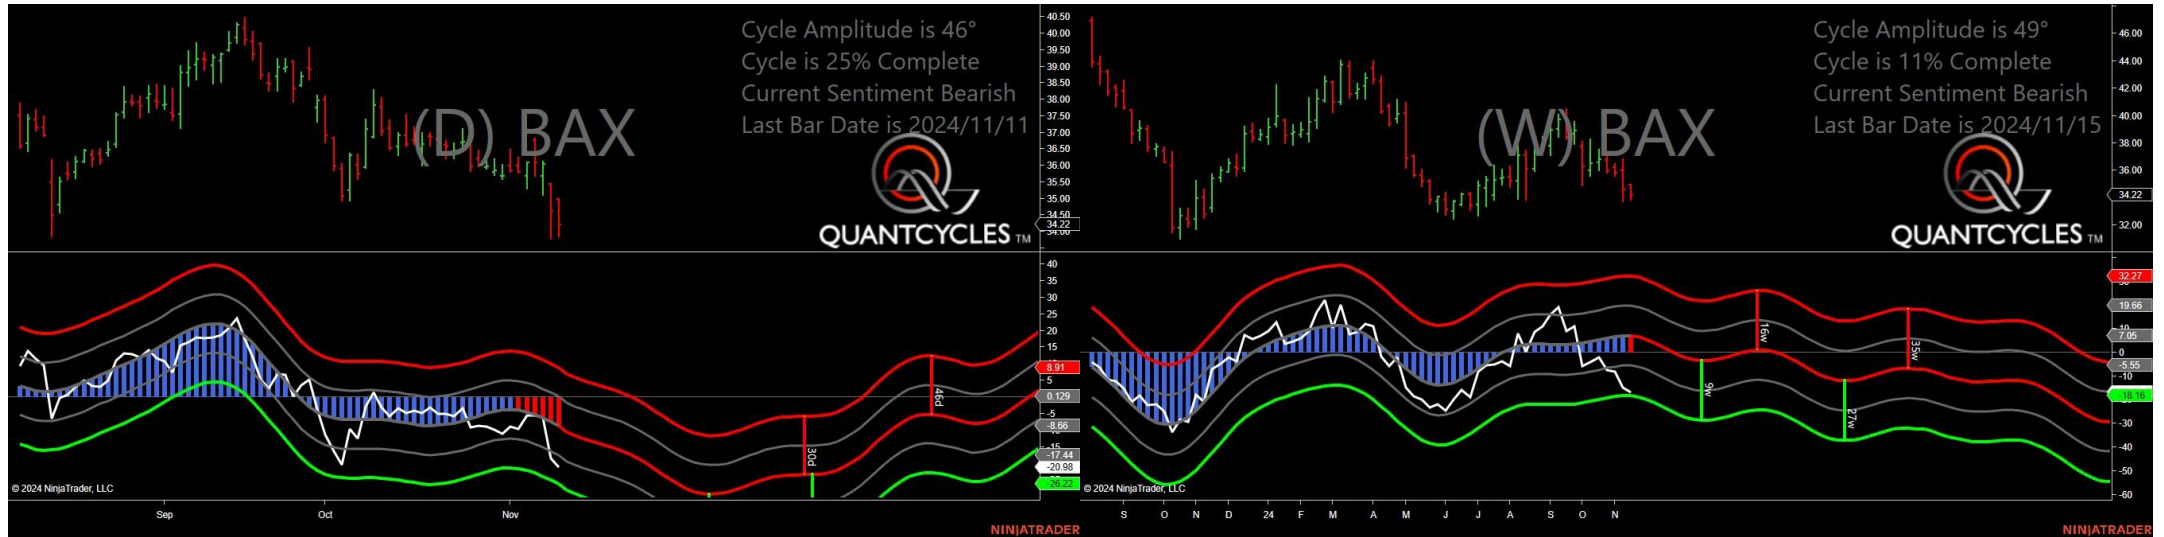 Cycle Amplitude is 46°
Cycle is 25% Complete
Current Sentiment Bearish
Last Bar Date is 2024/11/11
(D) BAX
QUANTCYCLES TM
40.50
40.00
39.50
39.00
38.50
38.00
37.50
37.00
36.50
36.00
35.50
35.00
34.50
34.22
34.00
40
35
30
25
20
15
8.91
5
0.129
-5
-8.66
-15
-17.44
-20.98
-26.22
30d
46d
© 2024 NinjaTrader, LLC
Sep
Oct
Nov
NINJATRADER
Cycle Amplitude is 49°
Cycle is 11% Complete
Current Sentiment Bearish
Last Bar Date is 2024/11/15
(W) BAX
QUANTCYCLES TM
46.00
44.00
42.00
40.00
38.00
36.00
34.22
32.00
32.27
19.66
10
7.05
0
-5.55
-10
-18.16
-30
-40
-50
-60
9w
16w
27w
35w
© 2024 NinjaTrader, LLC
S
O
N
D
24
F
M
A
M
J
J
A
S
O
N
NINJATRADER